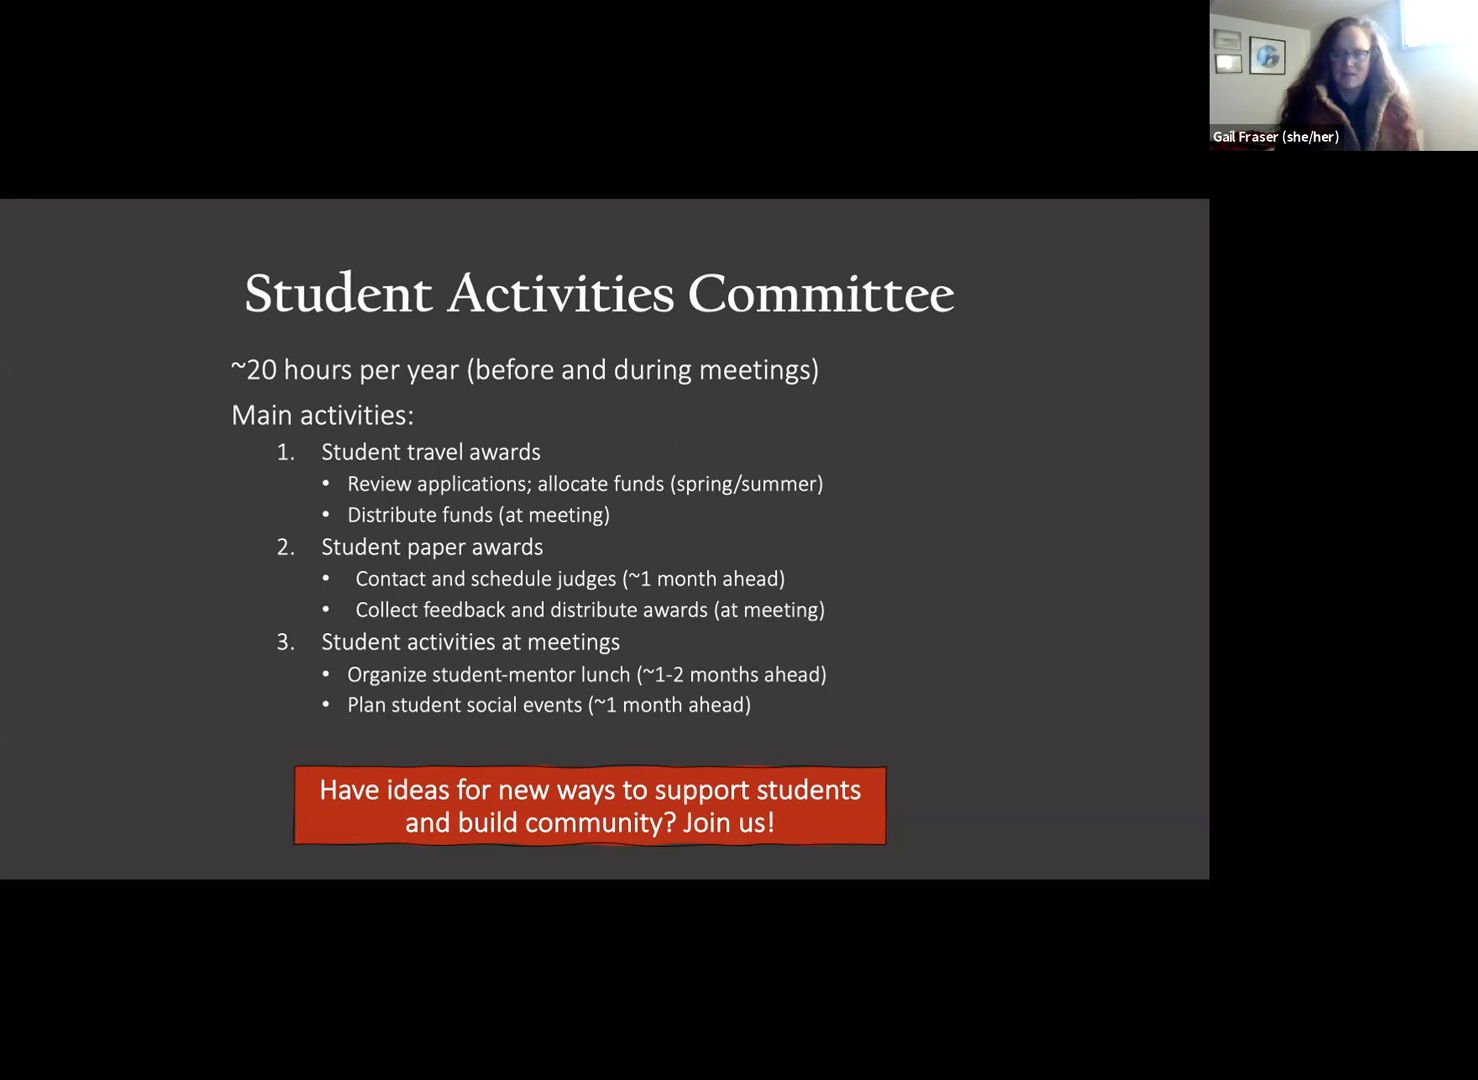 Gail Fraser (she/her)
Student Activities Committee
~20 hours per year (before and during meetings)
Main activities:
1. Student travel awards
• Review applications; allocate funds (spring/summer)
• Distribute funds (at meeting)
2. Student paper awards
• Contact and schedule judges (~1 month ahead)
• Collect feedback and distribute awards (at meeting)
3. Student activities at meetings
• Organize student-mentor lunch (~1-2 months ahead)
• Plan student social events (~1 month ahead)
Have ideas for new ways to support students
and build community? Join us!